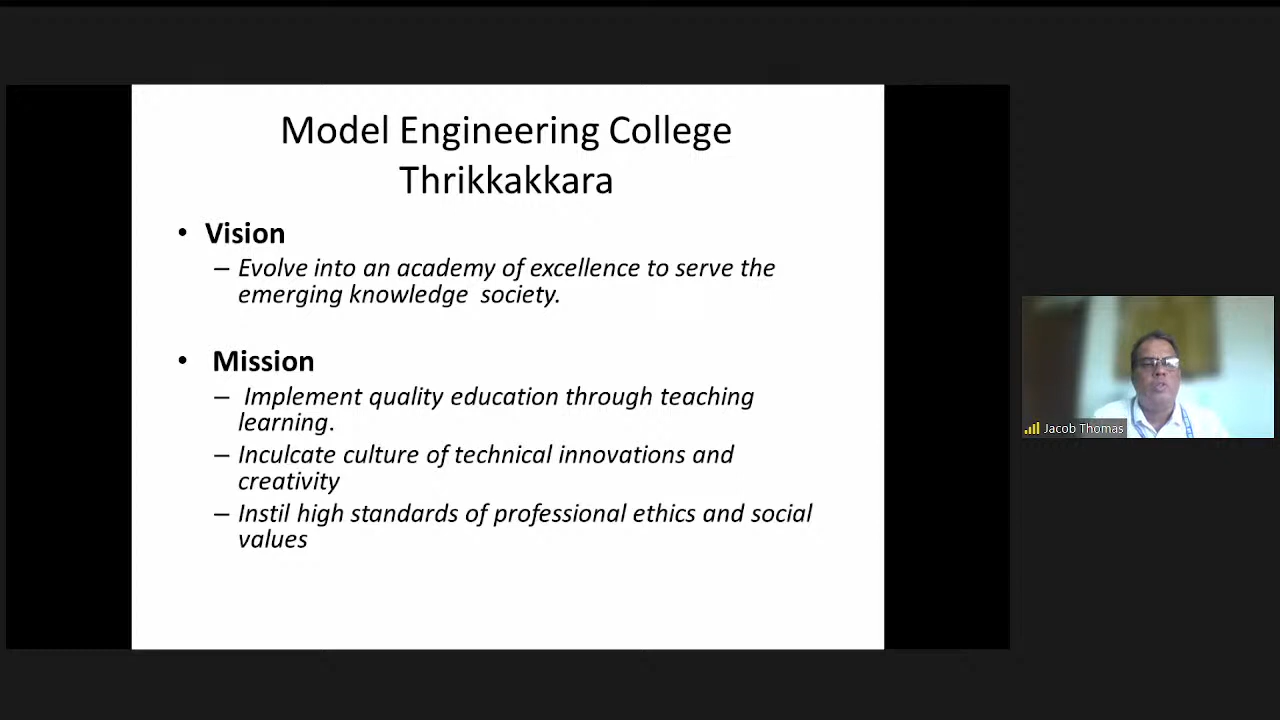 Model Engineering College
Thrikkakkara
• Vision
– Evolve into an academy of excellence to serve the
emerging knowledge society.
• Mission
– Implement quality education through teaching
learning.
– Inculcate culture of technical innovations and
creativity
– Instil high standards of professional ethics and social
values
Jacob Thomas